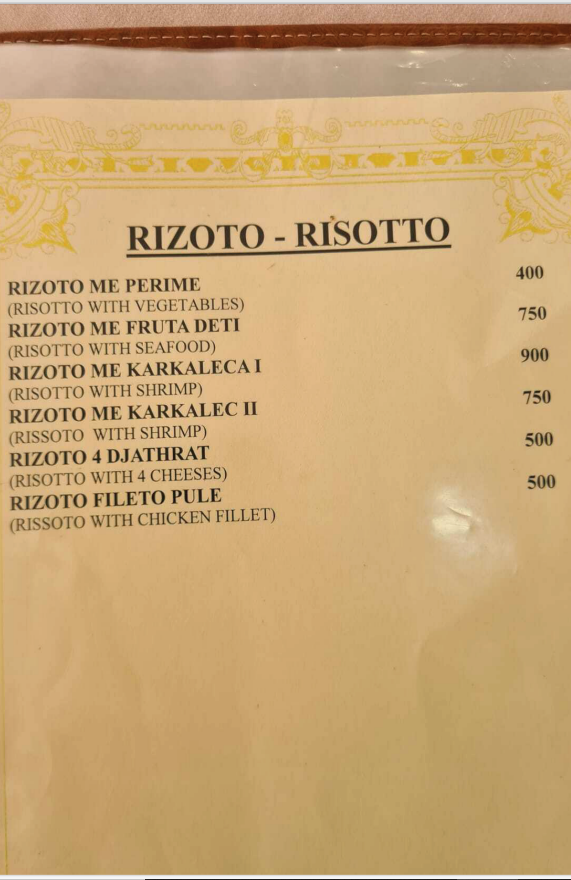 RIZOTO - RISOTTO
RIZOTO ME PERIME 400
(RISOTTO WITH VEGETABLES)
RIZOTO ME FRUTA DETI 750
(RISOTTO WITH SEAFOOD)
RIZOTO ME KARKALECA I 900
(RISOTTO WITH SHRIMP)
RIZOTO ME KARKALEC II 750
(RISSOTO WITH SHRIMP)
RIZOTO 4 DJATHRAT 500
(RISOTTO WITH 4 CHEESES)
RIZOTO FILETO PULE 500
(RISSOTO WITH CHICKEN FILLET)